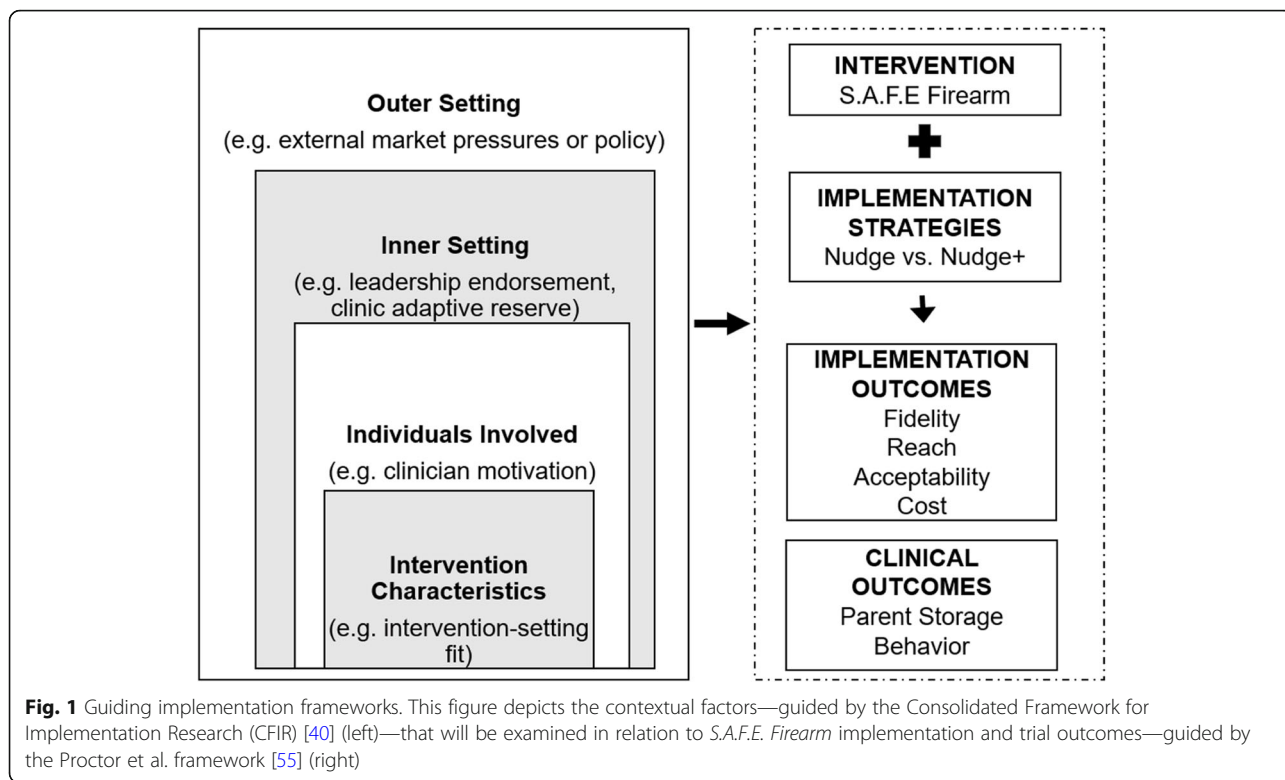 Outer Setting
(e.g. external market pressures or policy)
Inner Setting
(e.g. leadership endorsement,
clinic adaptive reserve)
Individuals Involved
(e.g. clinician motivation)
Intervention
Characteristics
(e.g. intervention-setting
fit)
INTERVENTION
S.A.F.E Firearm
IMPLEMENTATION
STRATEGIES
Nudge vs. Nudge+
IMPLEMENTATION
OUTCOMES
Fidelity
Reach
Acceptability
Cost
CLINICAL
OUTCOMES
Parent Storage
Behavior
Fig. 1 Guiding implementation frameworks. This figure depicts the contextual factors—guided by the Consolidated Framework for
Implementation Research (CFIR) [40] (left)—that will be examined in relation to S.A.F.E. Firearm implementation and trial outcomes—guided by
the Proctor et al. framework [55] (right)